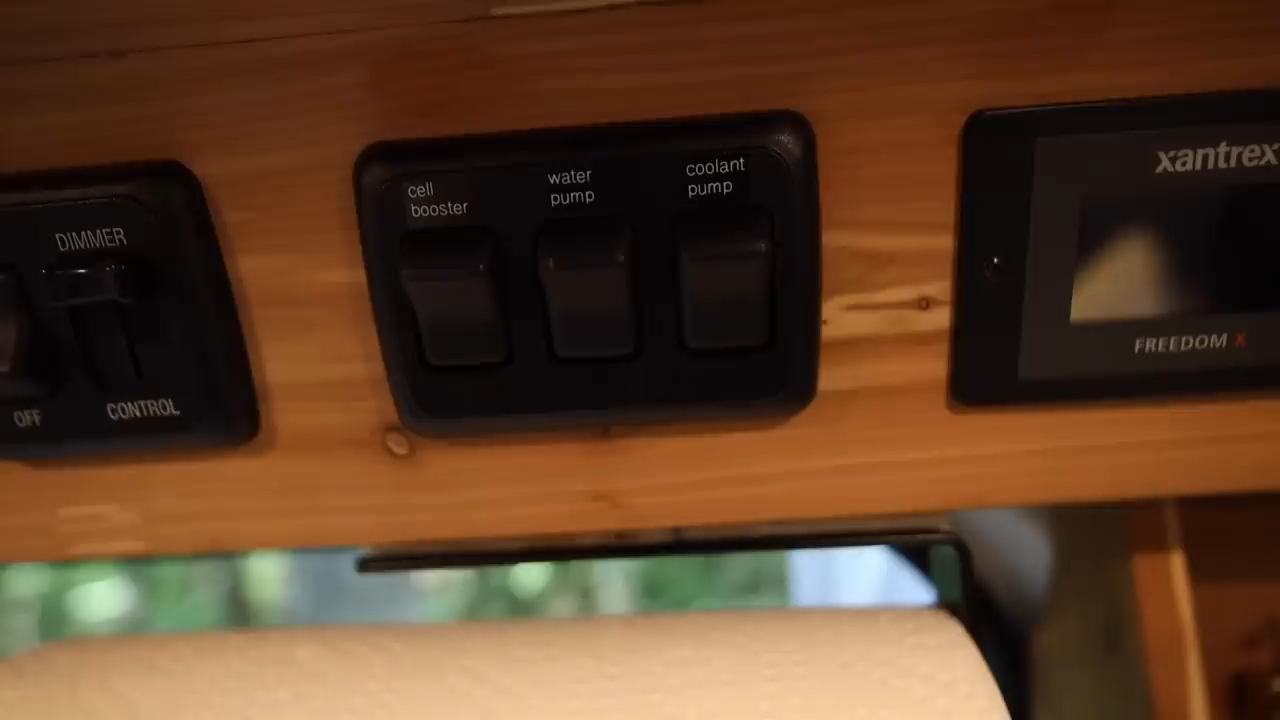 DIMMER
OFF
CONTROL
cell
booster
water
pump
coolant
pump
xantrex
FREEDOM X